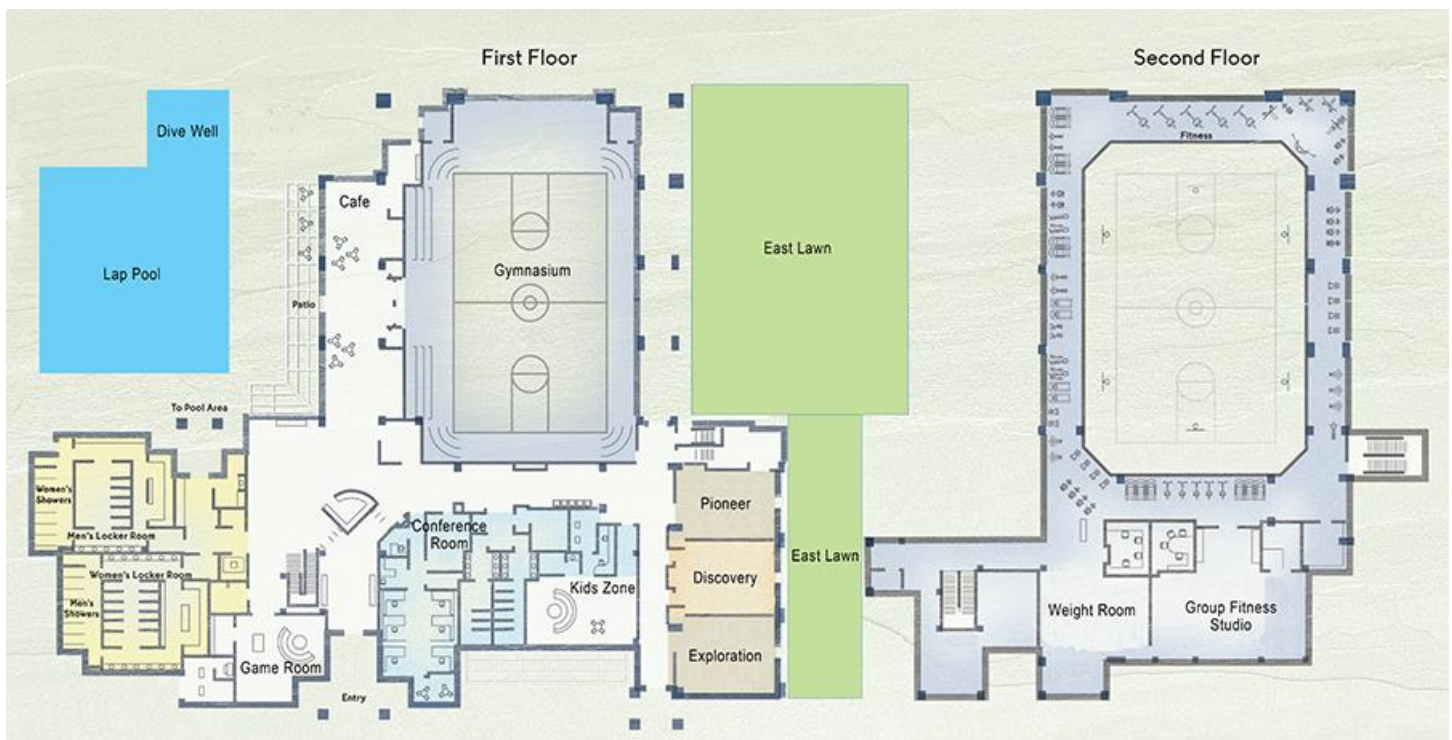 First Floor
Second Floor
Dive Well
Fitness
Cafe
East Lawn
Gymnasium
Lap Pool
Patio
To Pool Area
Women's
Showers
Pioneer
Conference
Room
Men's Locker Room
East Lawn
Women's Locker Room
Discovery
Kids Zone
Men's
Showers
Weight Room
Group Fitness
Studio
Exploration
Game Room
Entry